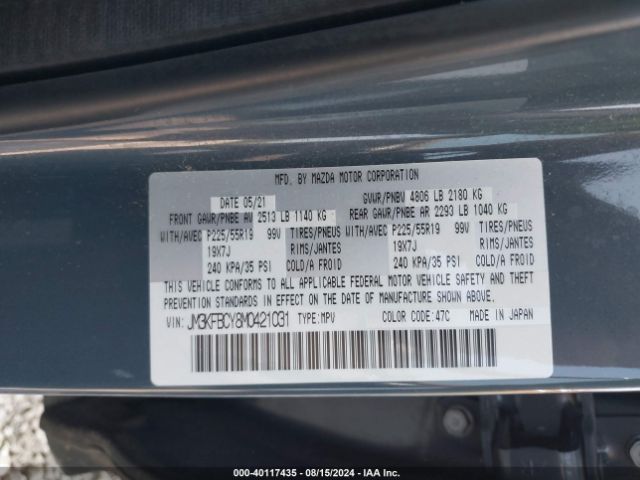 MFD. BY MAZDA MOTOR CORPORATION
DATE 05/21 GVWR/PNBV 4806 LB 2180 KG
FRONT GAWR/PNBE AV 2513 LB 1140 KG REAR GAWR/PNBE AR 2293 LB 1040 KG
WITH/AVEC P225/55R19 99V TIRES/PNEUS WITH/AVEC P225/55R19 99V TIRES/PNEUS
19X7J RIMS/JANTES 19X7J RIMS/JANTES
240 KPA/35 PSI COLD/A FROID 240 KPA/35 PSI COLD/A FROID
THIS VEHICLE CONFORMS TO ALL APPLICABLE FEDERAL MOTOR VEHICLE SAFETY AND THEFT
PREVENTION STANDARDS IN EFFECT ON THE DATE OF MANUFACTURE SHOWN ABOVE.
VIN: JM3KFBCY8M0421031 TYPE: MPV COLOR CODE: 47C MADE IN JAPAN
000-40117435 - 08/15/2024 - IAA Inc.